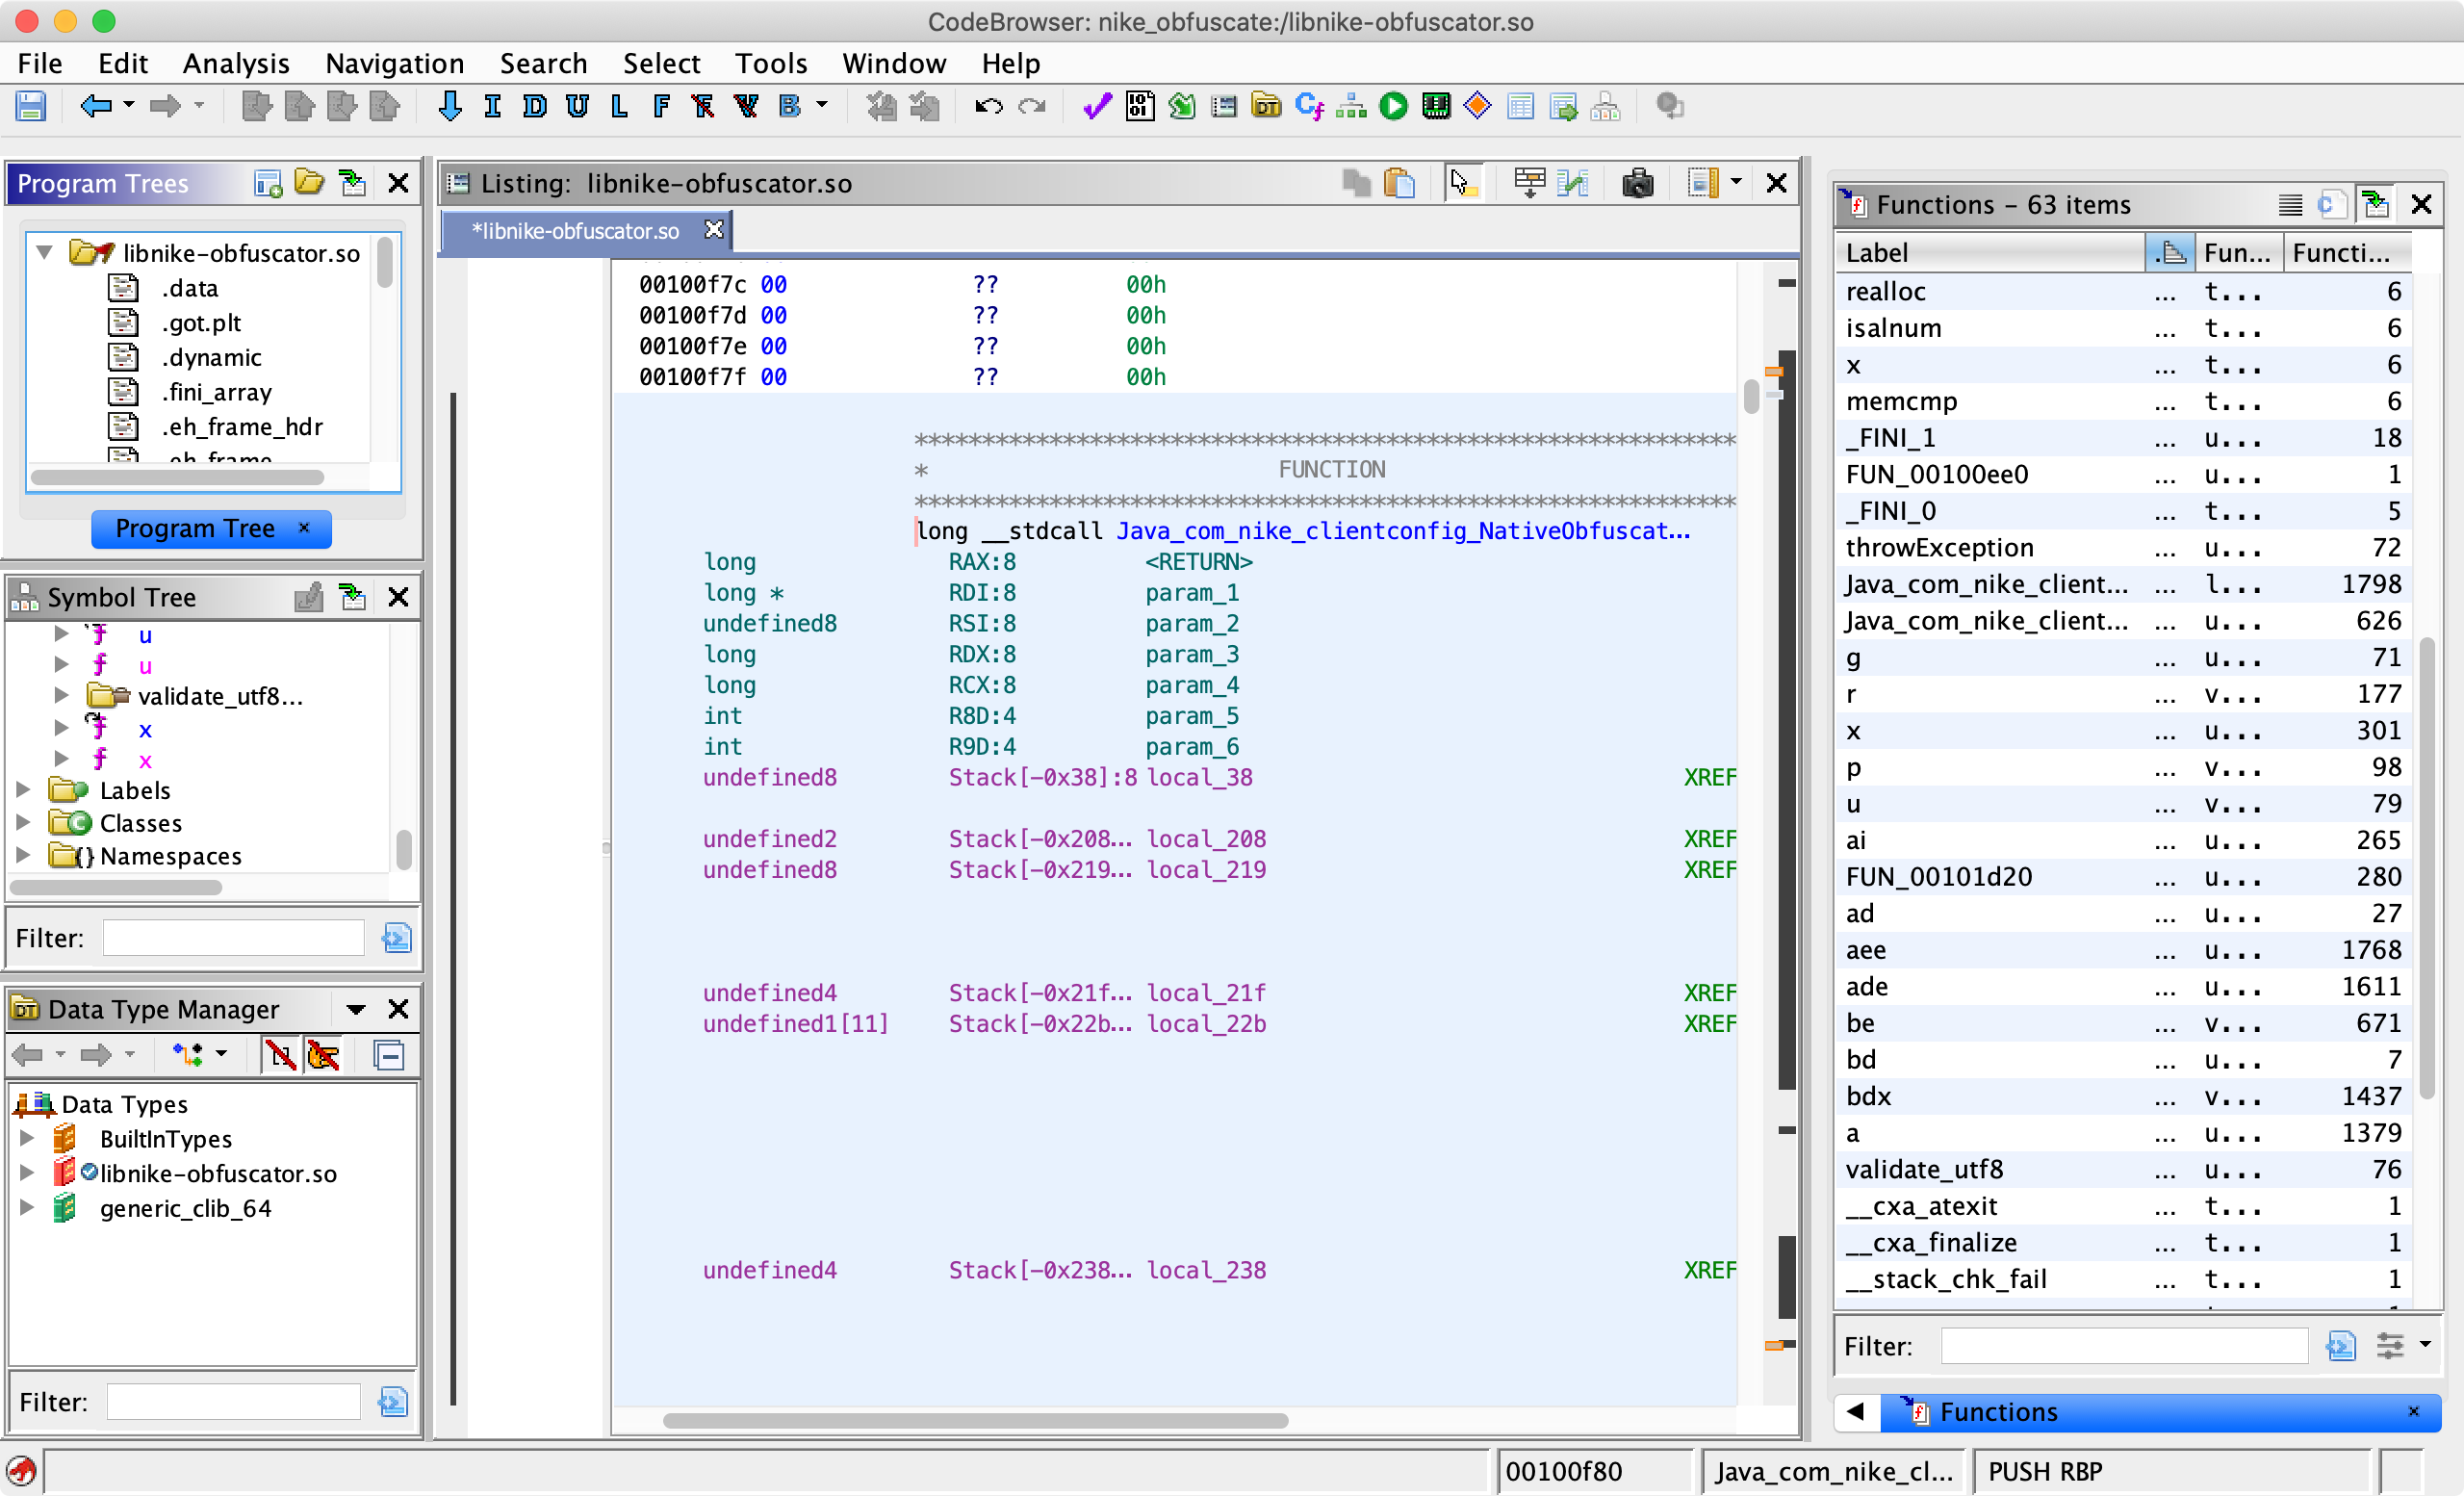 CodeBrowser: nike_obfuscate:/libnike-obfuscator.so
File Edit Analysis Navigation Search Select Tools Window Help
I D U L F F V B
Program Trees
libnike-obfuscator.so
.data
.got.plt
.dynamic
.fini_array
.eh_frame_hdr
.eh_frame
Program Tree ×
Symbol Tree
u
u
validate_utf8...
x
x
Labels
Classes
Namespaces
Filter:
Data Type Manager
Data Types
BuiltInTypes
libnike-obfuscator.so
generic_clib_64
Filter:
Listing: libnike-obfuscator.so
*libnike-obfuscator.so
00100f7c 00 ?? 00h
00100f7d 00 ?? 00h
00100f7e 00 ?? 00h
00100f7f 00 ?? 00h
*************************************************************
* FUNCTION
*************************************************************
long __stdcall Java_com_nike_clientconfig_NativeObfuscat...
long RAX:8 <RETURN>
long * RDI:8 param_1
undefined8 RSI:8 param_2
long RDX:8 param_3
long RCX:8 param_4
int R8D:4 param_5
int R9D:4 param_6
undefined8 Stack[-0x38]:8 local_38 XREF
undefined2 Stack[-0x208... local_208 XREF
undefined8 Stack[-0x219... local_219 XREF
undefined4 Stack[-0x21f... local_21f XREF
undefined1[11] Stack[-0x22b... local_22b XREF
undefined4 Stack[-0x238... local_238 XREF
Functions - 63 items
Label Fun... Functi...
realloc ... t... 6
isalnum ... t... 6
x ... t... 6
memcmp ... t... 6
_FINI_1 ... u... 18
FUN_00100ee0 ... u... 1
_FINI_0 ... t... 5
throwException ... u... 72
Java_com_nike_client... ... l... 1798
Java_com_nike_client... ... u... 626
g ... u... 71
r ... v... 177
x ... u... 301
p ... v... 98
u ... v... 79
ai ... u... 265
FUN_00101d20 ... u... 280
ad ... u... 27
aee ... u... 1768
ade ... u... 1611
be ... v... 671
bd ... u... 7
bdx ... v... 1437
a ... u... 1379
validate_utf8 ... u... 76
__cxa_atexit ... t... 1
__cxa_finalize ... t... 1
__stack_chk_fail ... t... 1
Filter:
Functions ×
00100f80 Java_com_nike_cl... PUSH RBP